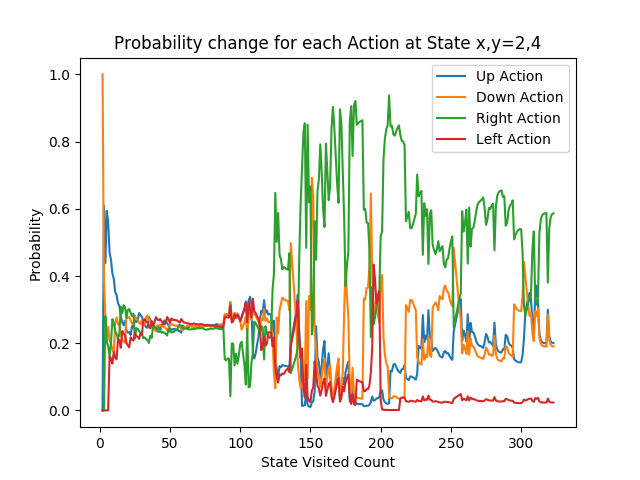 Probability change for each Action at State x,y=2,4
Up Action
Down Action
Right Action
Left Action
1.0
0.8
0.6
0.4
0.2
0.0
Probability
0
50
100
150
200
250
300
State Visited Count